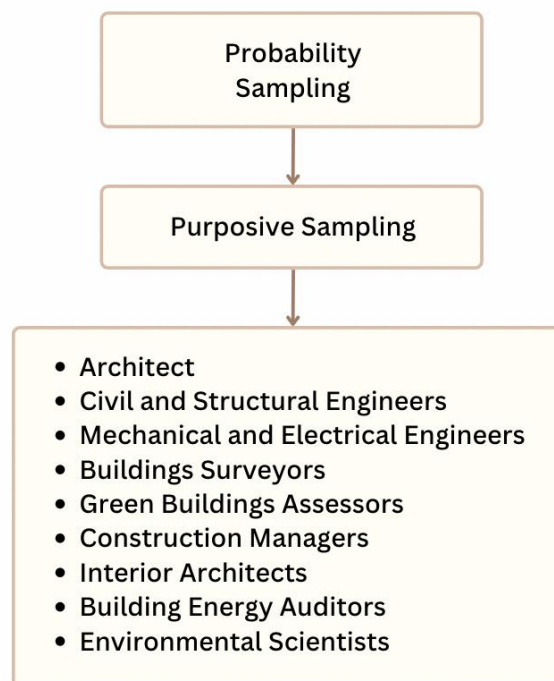 Probability
Sampling
Purposive Sampling
• Architect
• Civil and Structural Engineers
• Mechanical and Electrical Engineers
• Buildings Surveyors
• Green Buildings Assessors
• Construction Managers
• Interior Architects
• Building Energy Auditors
• Environmental Scientists